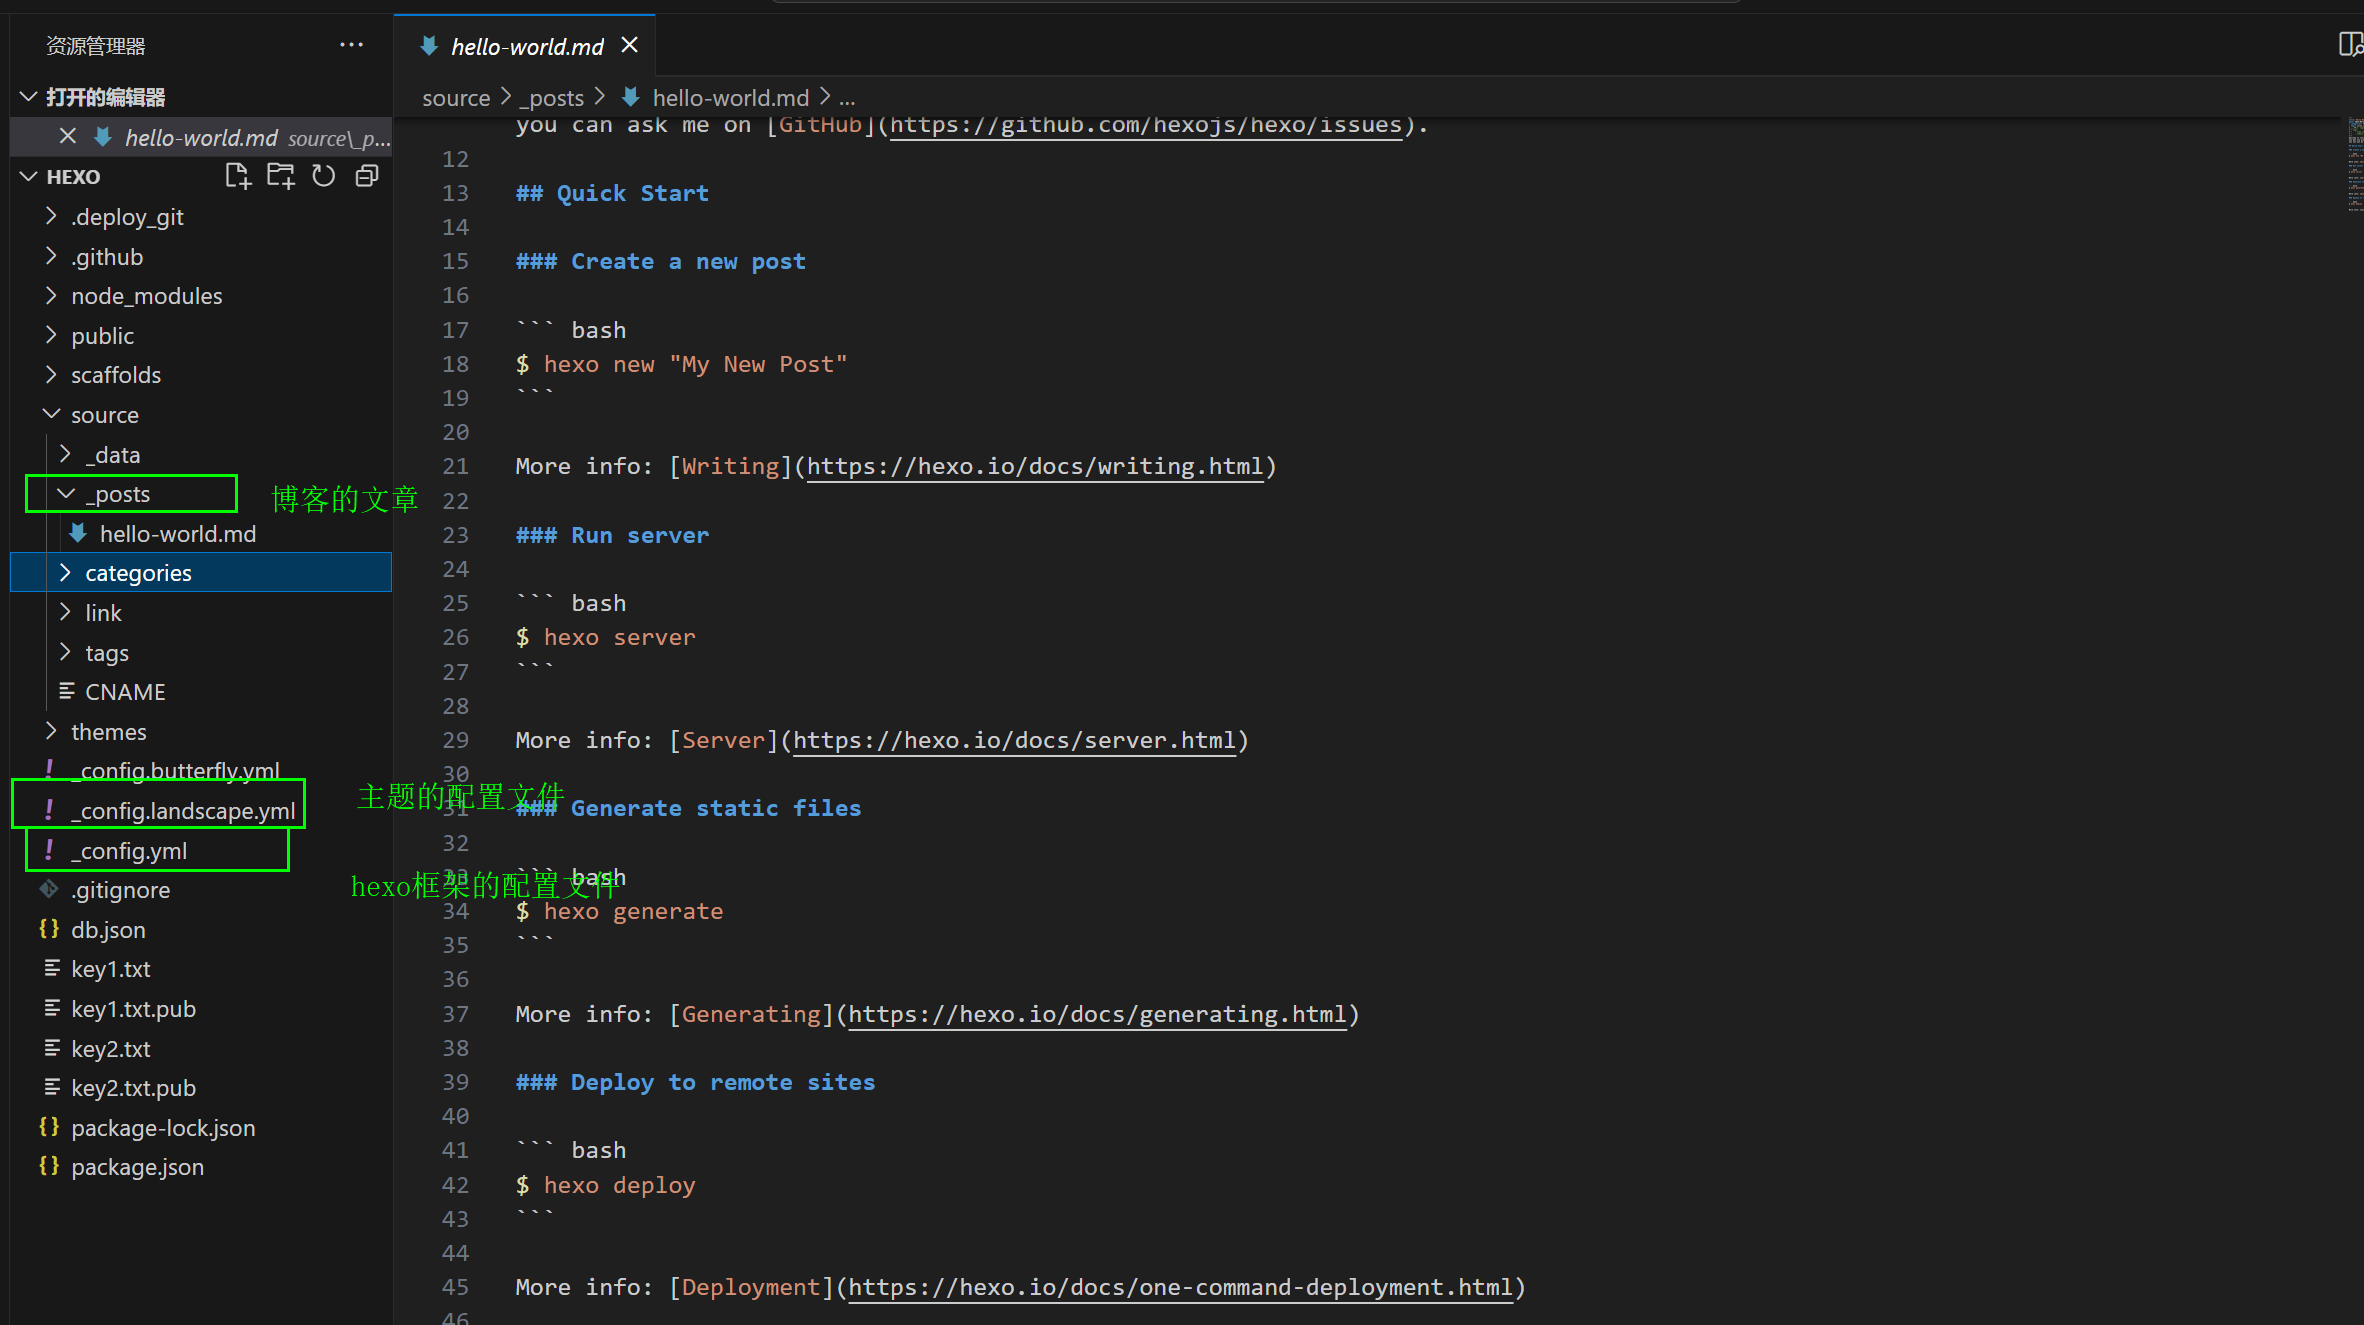 资源管理器
打开的编辑器
hello-world.md source\_p...
HEXO
.deploy_git
.github
node_modules
public
scaffolds
source
_data
_posts
博客的文章
hello-world.md
categories
link
tags
CNAME
themes
_config.butterfly.yml
_config.landscape.yml
主题的配置文件
_config.yml
hexo框架的配置文件
.gitignore
db.json
key1.txt
key1.txt.pub
key2.txt
key2.txt.pub
package-lock.json
package.json
hello-world.md
source > _posts > hello-world.md > ...
you can ask me on [GitHub](https://github.com/hexojs/hexo/issues).
12
13 ## Quick Start
14
15 ### Create a new post
16
17 ``` bash
18 $ hexo new "My New Post"
19 ```
20
21 More info: [Writing](https://hexo.io/docs/writing.html)
22
23 ### Run server
24
25 ``` bash
26 $ hexo server
27 ```
28
29 More info: [Server](https://hexo.io/docs/server.html)
30
31 ### Generate static files
32
33 ``` bash
34 $ hexo generate
35 ```
36
37 More info: [Generating](https://hexo.io/docs/generating.html)
38
39 ### Deploy to remote sites
40
41 ``` bash
42 $ hexo deploy
43 ```
44
45 More info: [Deployment](https://hexo.io/docs/one-command-deployment.html)
46